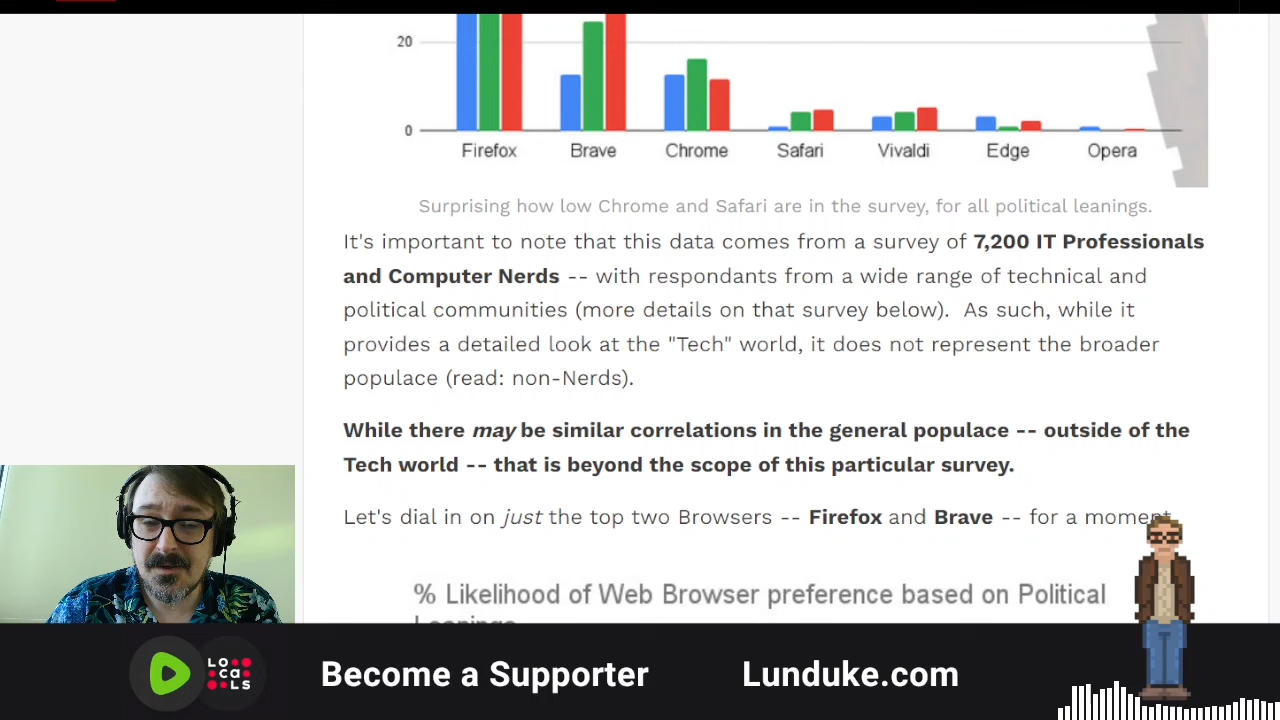 20
0
Firefox Brave Chrome Safari Vivaldi Edge Opera
Surprising how low Chrome and Safari are in the survey, for all political leanings.
It's important to note that this data comes from a survey of 7,200 IT Professionals
and Computer Nerds -- with respondants from a wide range of technical and
political communities (more details on that survey below).  As such, while it
provides a detailed look at the "Tech" world, it does not represent the broader
populace (read: non-Nerds).
While there may be similar correlations in the general populace -- outside of the
Tech world -- that is beyond the scope of this particular survey.
Let's dial in on just the top two Browsers -- Firefox and Brave -- for a moment
% Likelihood of Web Browser preference based on Political
Leanings
LO
ca
LS
Become a Supporter
Lunduke.com